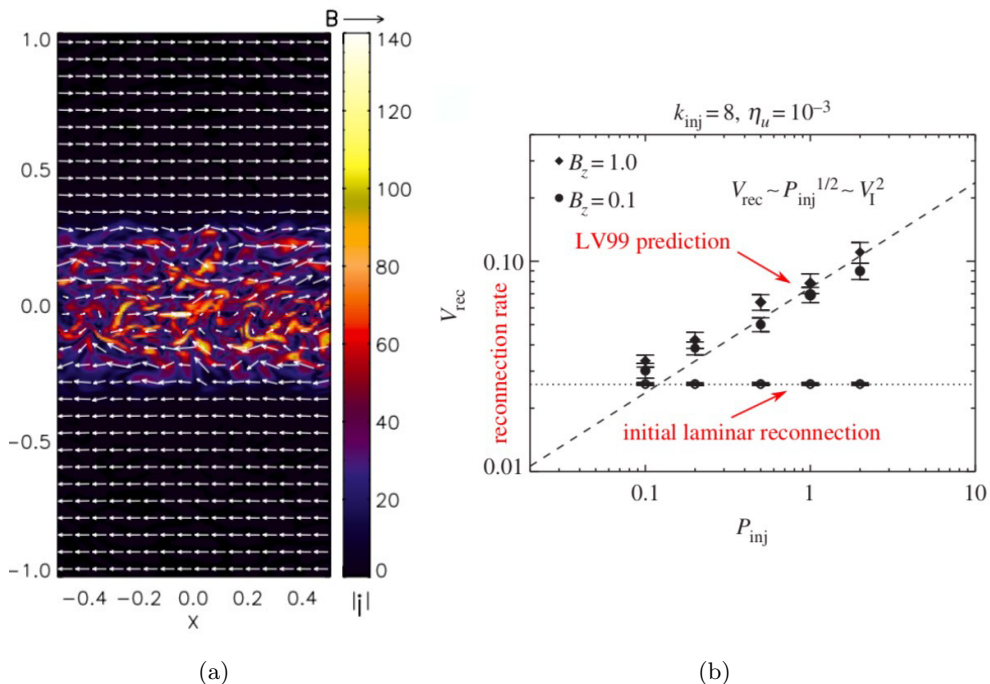 B
1.0
0.5
0.0
−0.5
−1.0
−0.4 −0.2 0.0 0.2 0.4
X
140
120
100
80
60
40
20
0
|j|
(a)
k_inj = 8, η_u = 10^−3
B_z = 1.0
B_z = 0.1
V_rec ~ P_inj^1/2 ~ V_I^2
LV99 prediction
initial laminar reconnection
reconnection rate
V_rec
0.10
0.01
0.1 1 10
P_inj
(b)